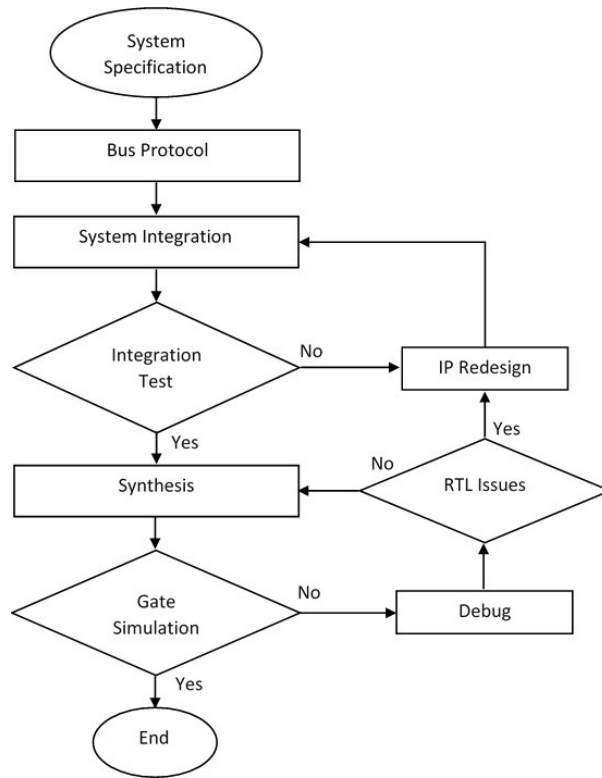 System
Specification
Bus Protocol
System Integration
Integration
Test
No
IP Redesign
Yes
Yes
No
RTL Issues
Synthesis
Gate
Simulation
No
Debug
Yes
End